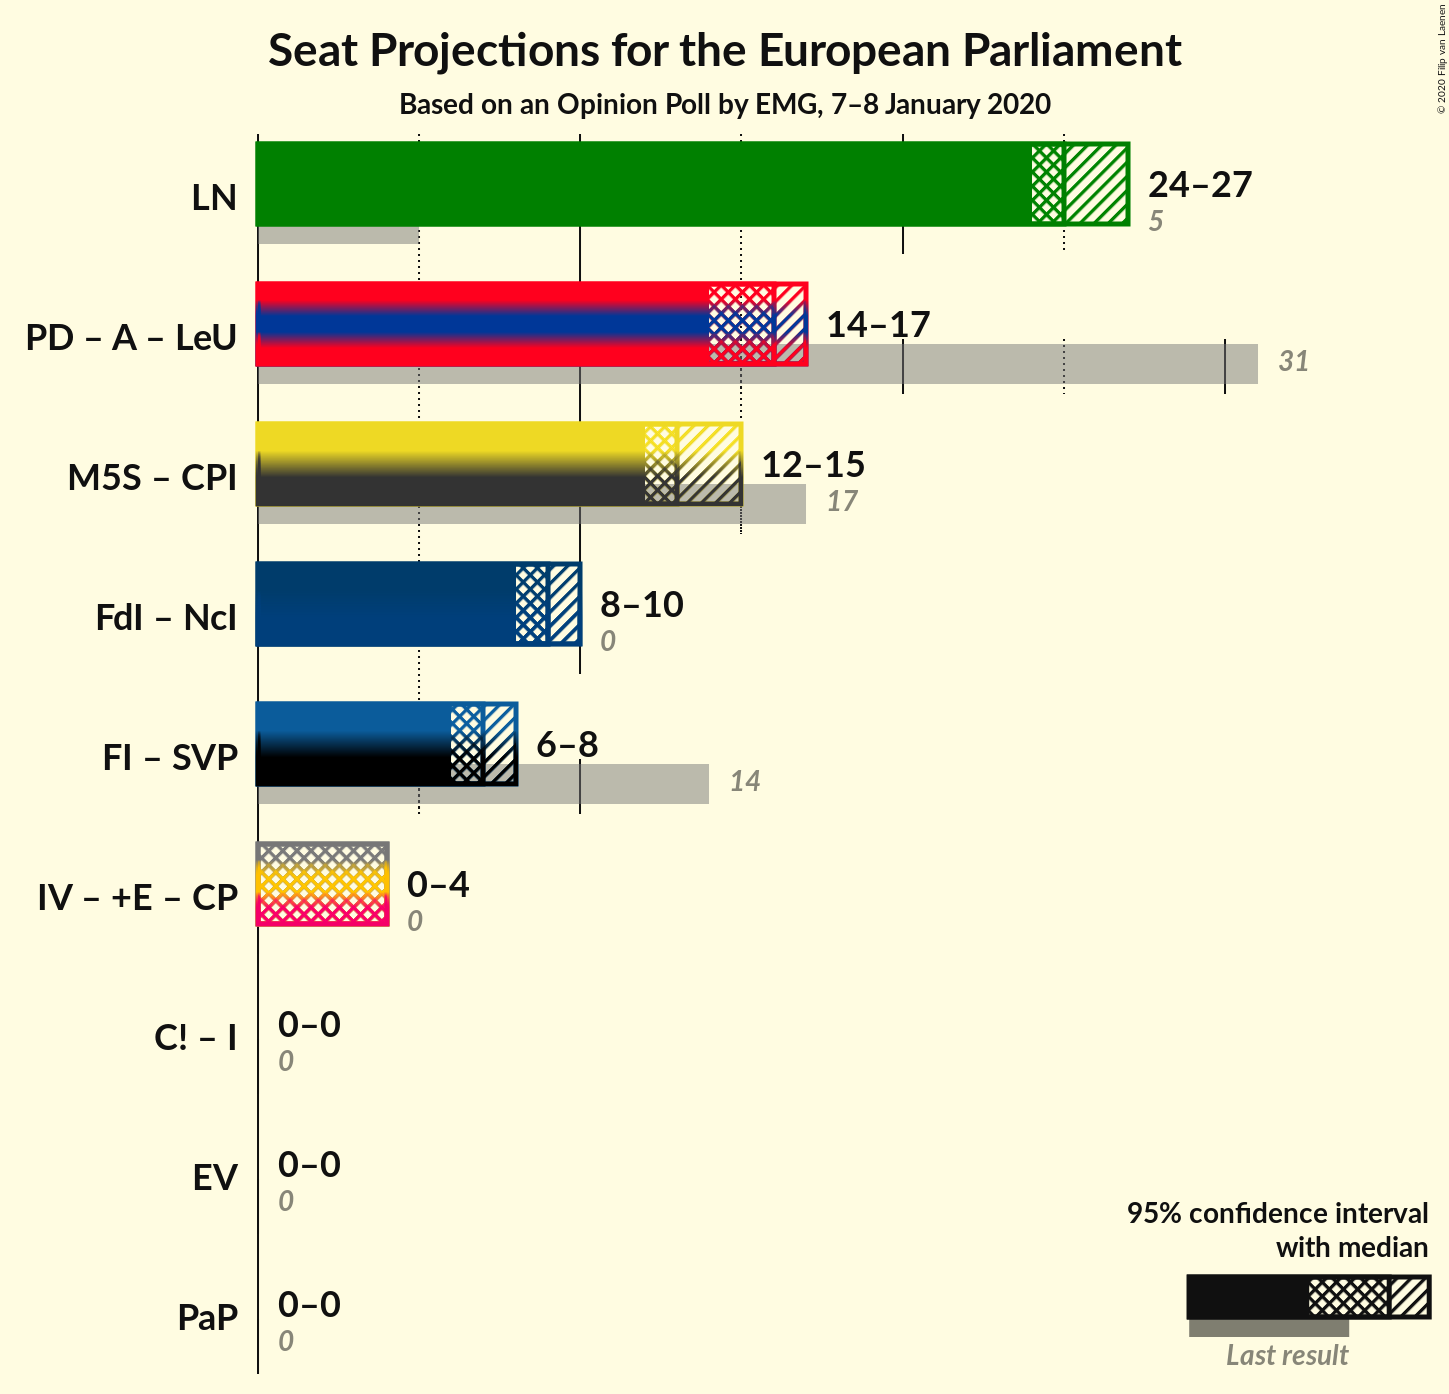 Seat Projections for the European Parliament
Based on an Opinion Poll by EMG, 7–8 January 2020
© 2020 Filip van Laenen
LN
24–27
5
PD – A – LeU
14–17
31
M5S – CPI
12–15
17
FdI – NcI
8–10
0
FI – SVP
6–8
14
IV – +E – CP
0–4
0
C! – I
0–0
0
EV
0–0
0
PaP
0–0
0
95% confidence interval
with median
Last result